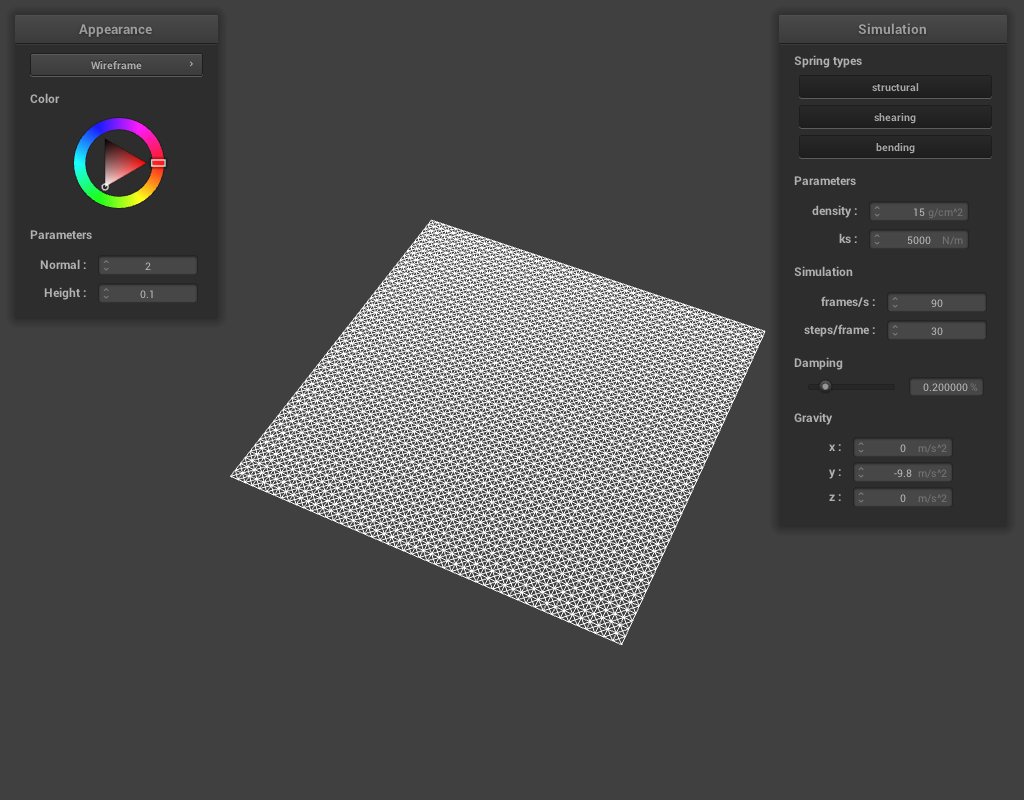 Appearance
Wireframe
Color
Parameters
Normal : 2
Height : 0.1
Simulation
Spring types
structural
shearing
bending
Parameters
density : 15 g/cm^2
ks : 5000 N/m
Simulation
frames/s : 90
steps/frame : 30
Damping
0.200000 %
Gravity
x : 0 m/s^2
y : -9.8 m/s^2
z : 0 m/s^2